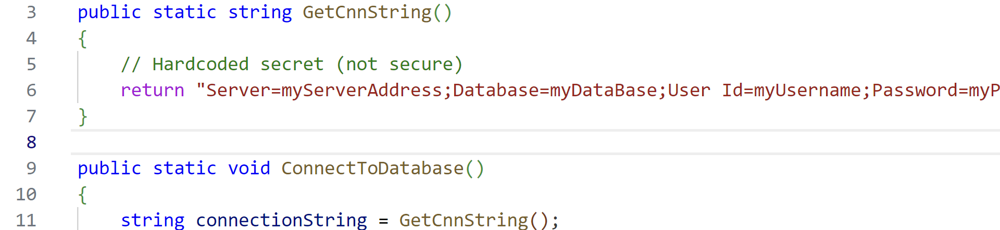 3 public static string GetCnnString()
4 {
5 // Hardcoded secret (not secure)
6 return "Server=myServerAddress;Database=myDataBase;User Id=myUsername;Password=myP
7 }
8
9 public static void ConnectToDatabase()
10 {
11 string connectionString = GetCnnString();